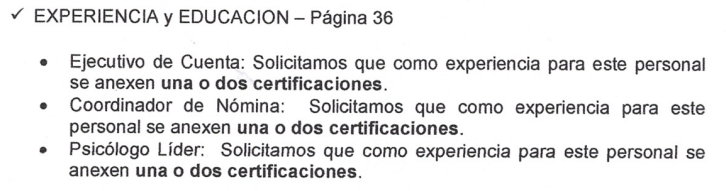 ✓ EXPERIENCIA y EDUCACION – Página 36
• Ejecutivo de Cuenta: Solicitamos que como experiencia para este personal
se anexen una o dos certificaciones.
• Coordinador de Nómina: Solicitamos que como experiencia para este
personal se anexen una o dos certificaciones.
• Psicólogo Líder: Solicitamos que como experiencia para este personal se
anexen una o dos certificaciones.